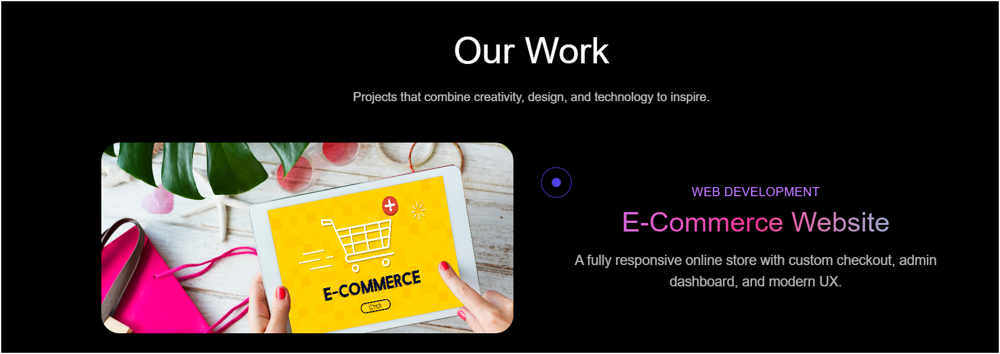 Our Work
Projects that combine creativity, design, and technology to inspire.
E-COMMERCE
Click
WEB DEVELOPMENT
E-Commerce Website
A fully responsive online store with custom checkout, admin
dashboard, and modern UX.